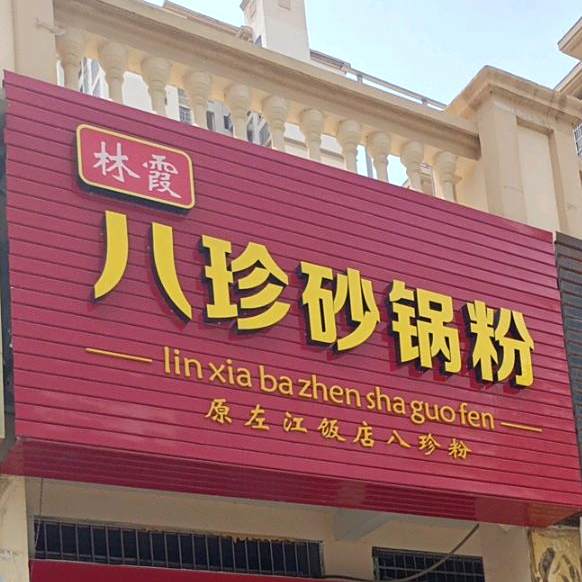 林霞
八珍砂锅粉
lin xia ba zhen sha guo fen
原左江饭店八珍粉